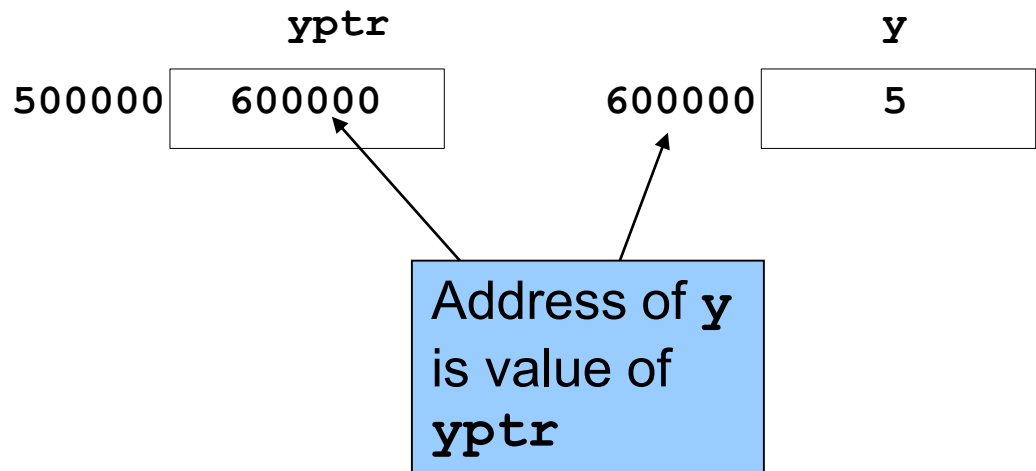 yptr y
500000 600000 600000 5
Address of y
is value of
yptr